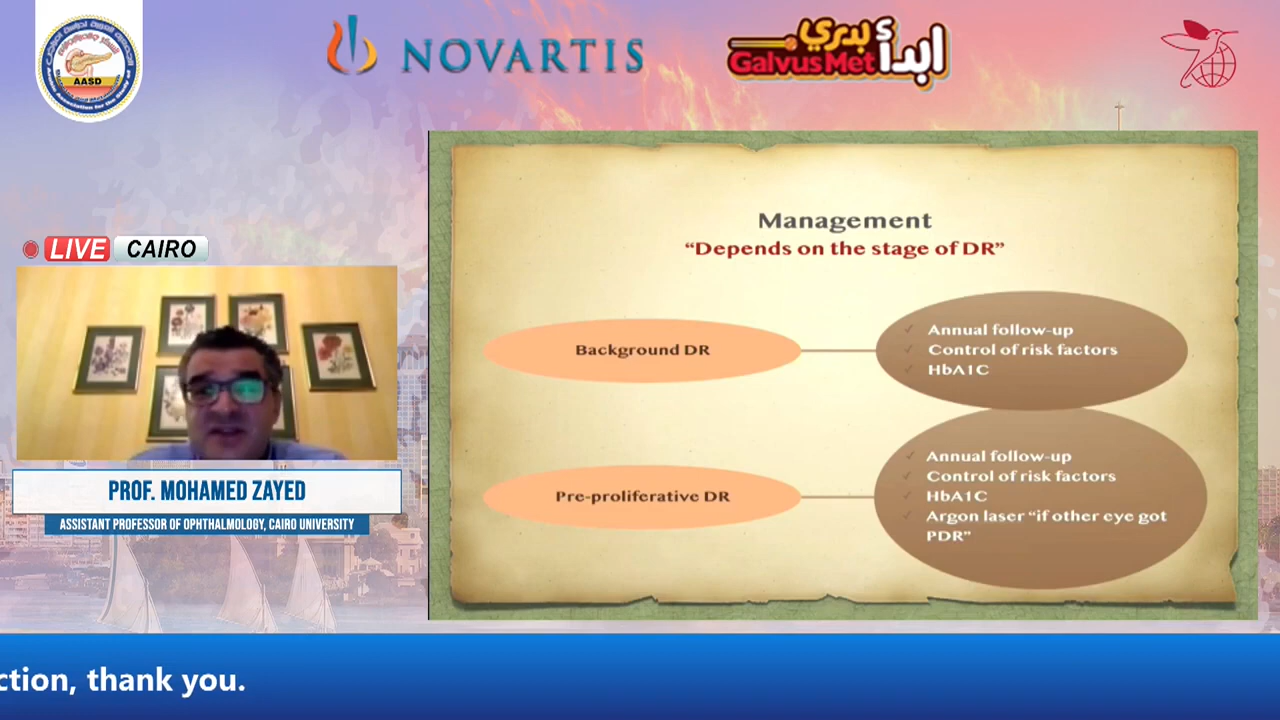 AASD
NOVARTIS
ابدأ بدري
GalvusMet
LIVE CAIRO
Management
“Depends on the stage of DR”
Background DR
Annual follow-up
Control of risk factors
HbA1C
Pre-proliferative DR
Annual follow-up
Control of risk factors
HbA1C
Argon laser “if other eye got
PDR”
PROF. MOHAMED ZAYED
ASSISTANT PROFESSOR OF OPHTHALMOLOGY, CAIRO UNIVERSITY
ction, thank you.